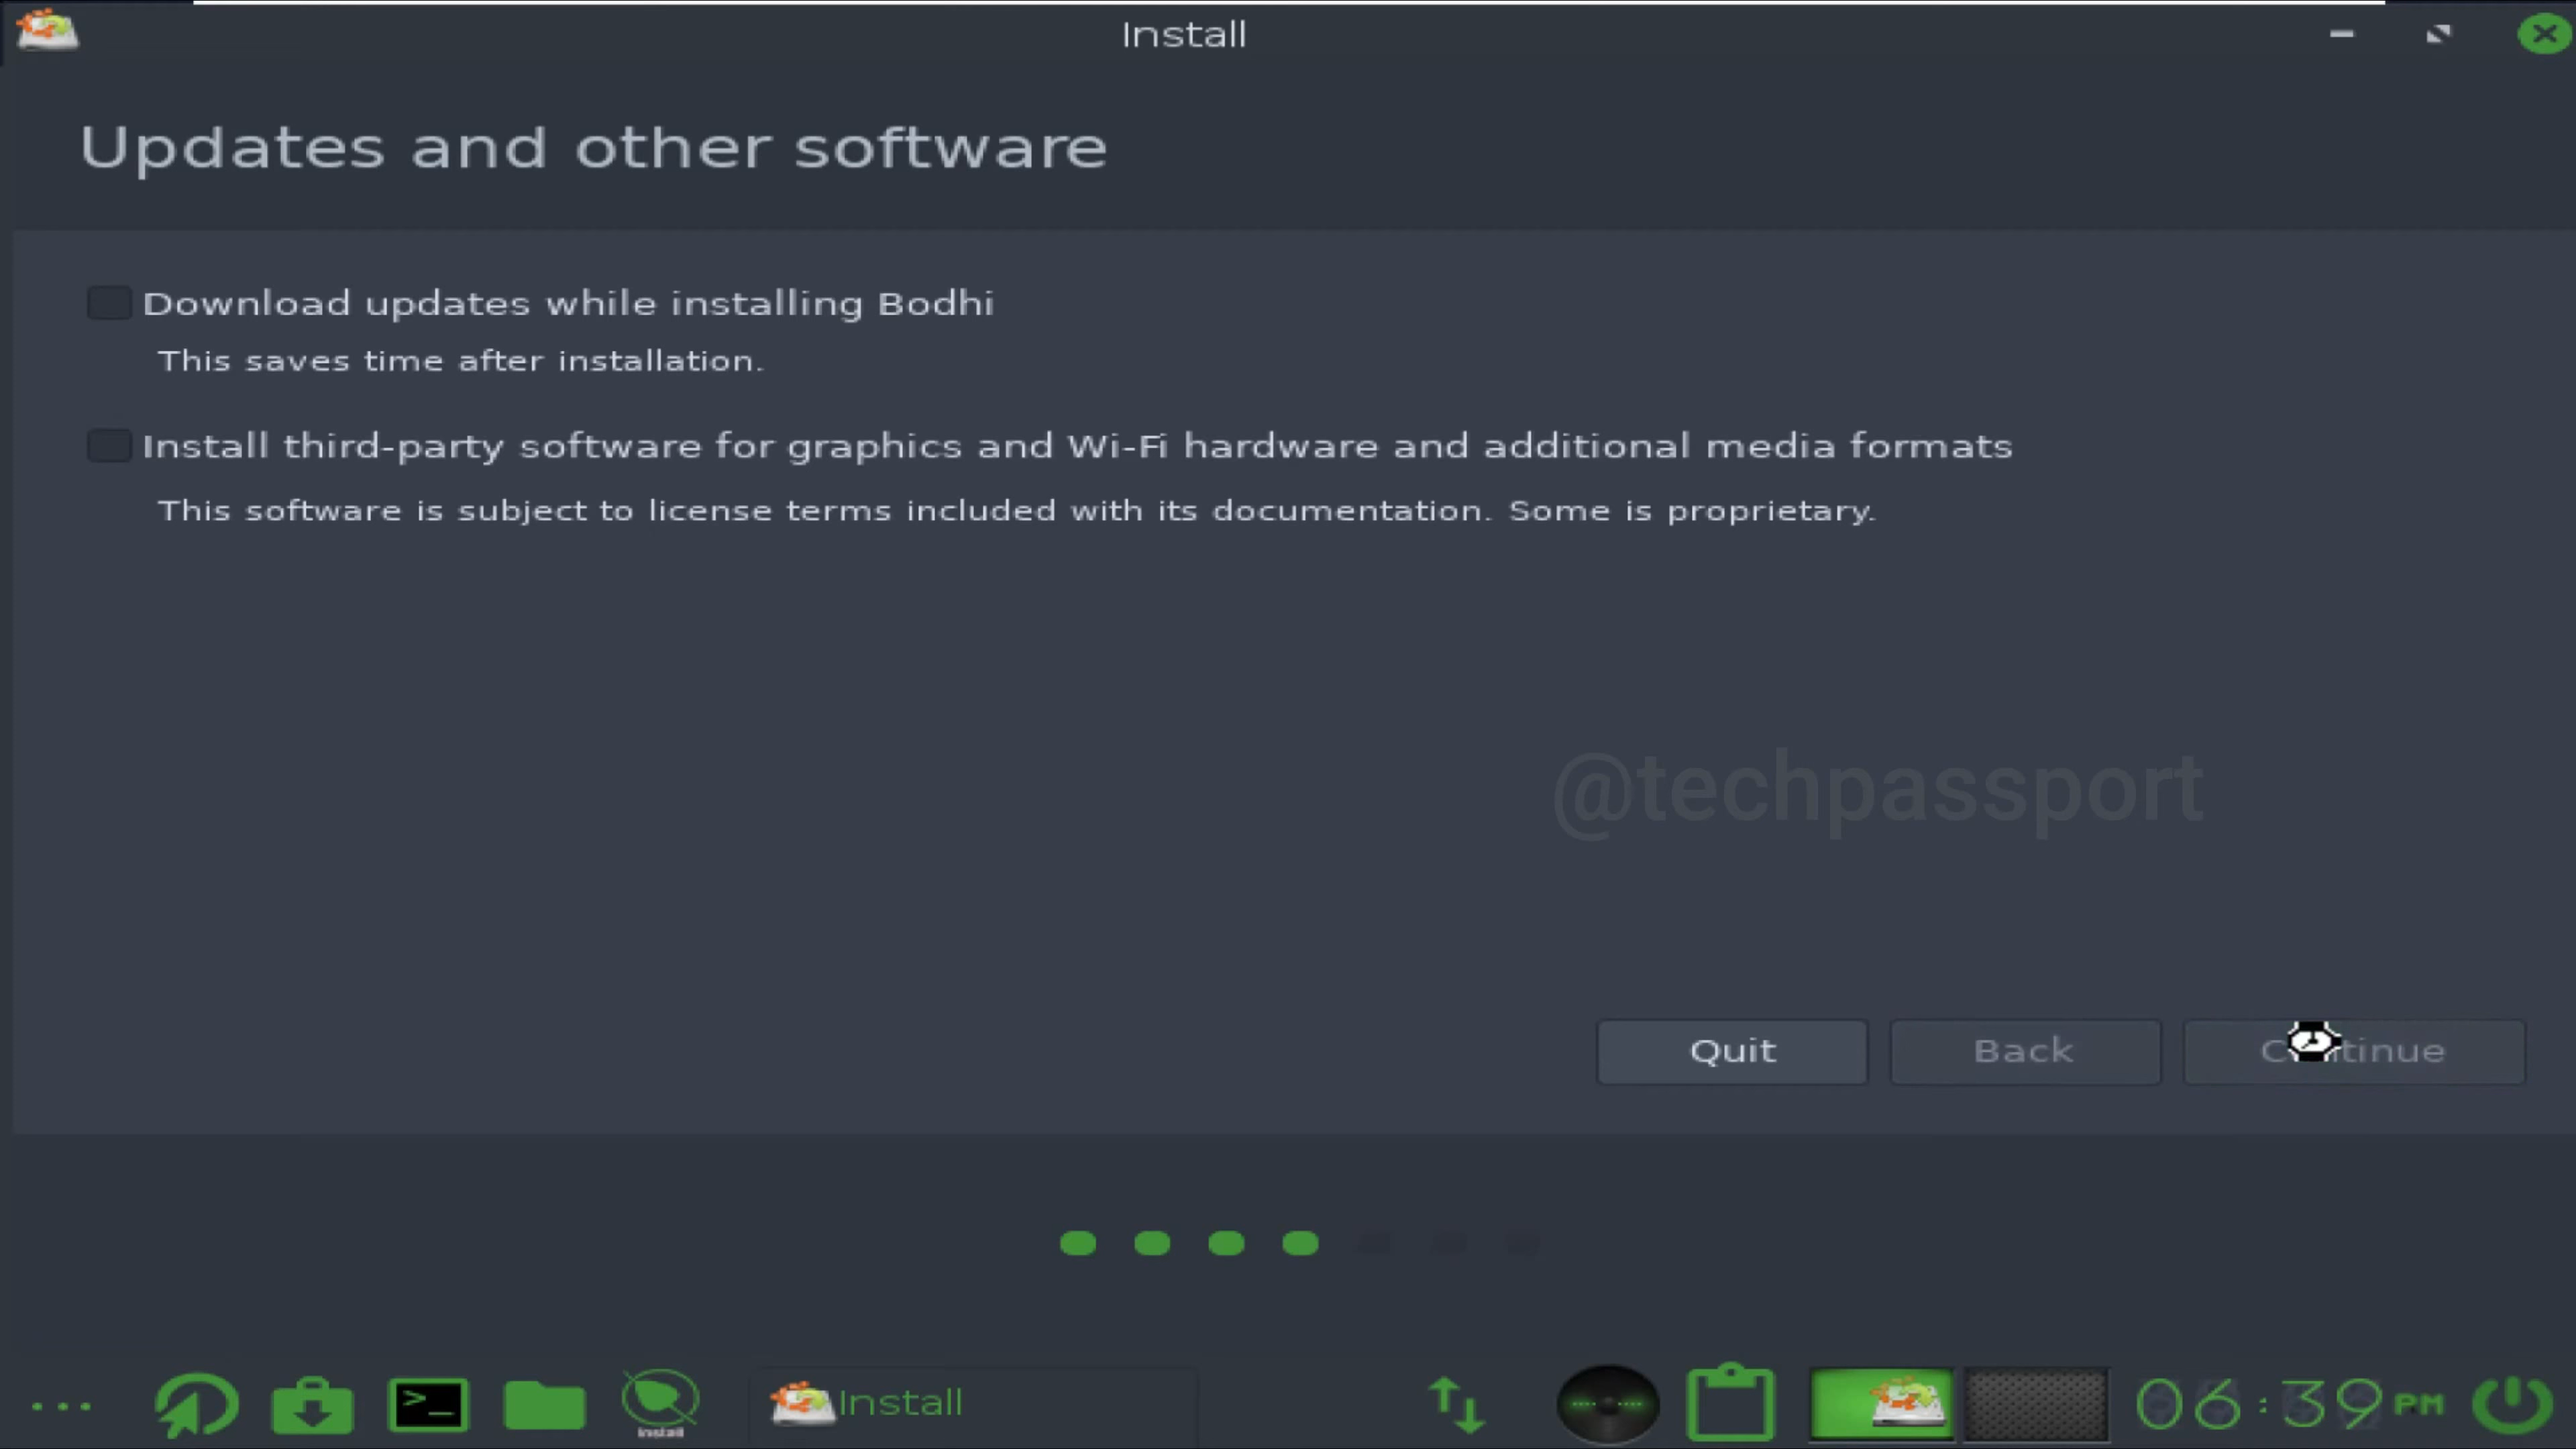 Install
Updates and other software
Download updates while installing Bodhi
This saves time after installation.
Install third-party software for graphics and Wi-Fi hardware and additional media formats
This software is subject to license terms included with its documentation. Some is proprietary.
@techpassport
Quit
Back
Continue
>_
Install
Install
06:39 PM